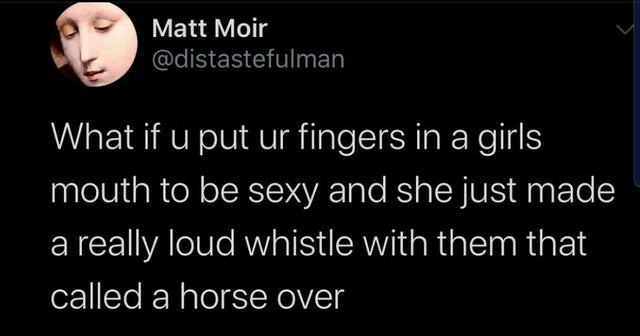 Matt Moir
@distastefulman
What if u put ur fingers in a girls
mouth to be sexy and she just made
a really loud whistle with them that
called a horse over